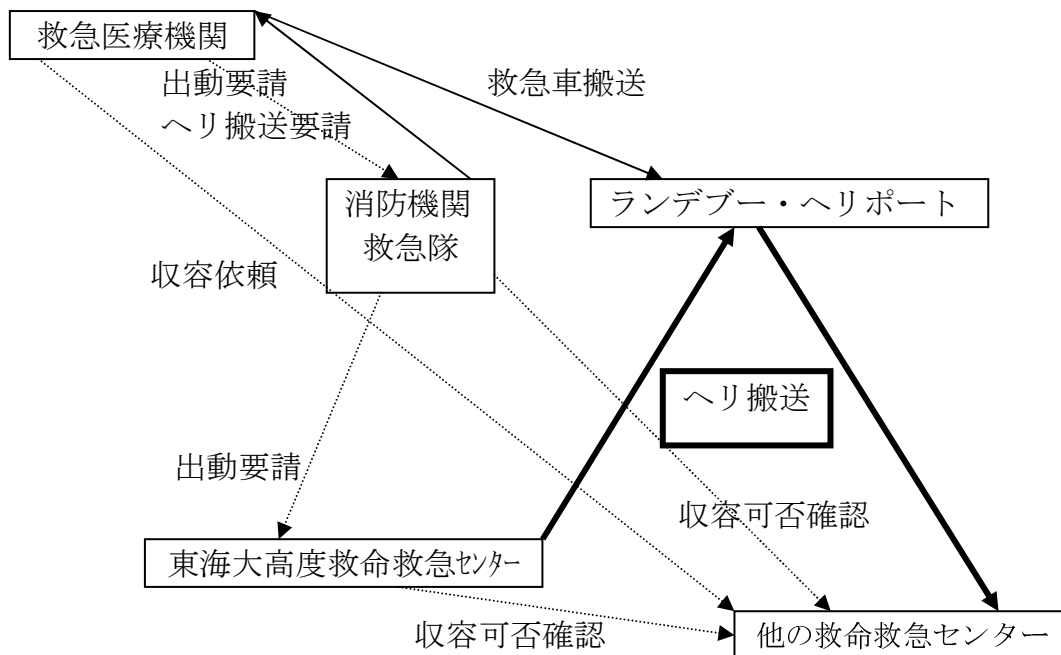 救急医療機関
出動要請
ヘリ搬送要請
救急車搬送
消防機関
救急隊
ランデブー・ヘリポート
収容依頼
ヘリ搬送
出動要請
収容可否確認
東海大高度救命救急ｾﾝﾀｰ
収容可否確認
他の救命救急センター